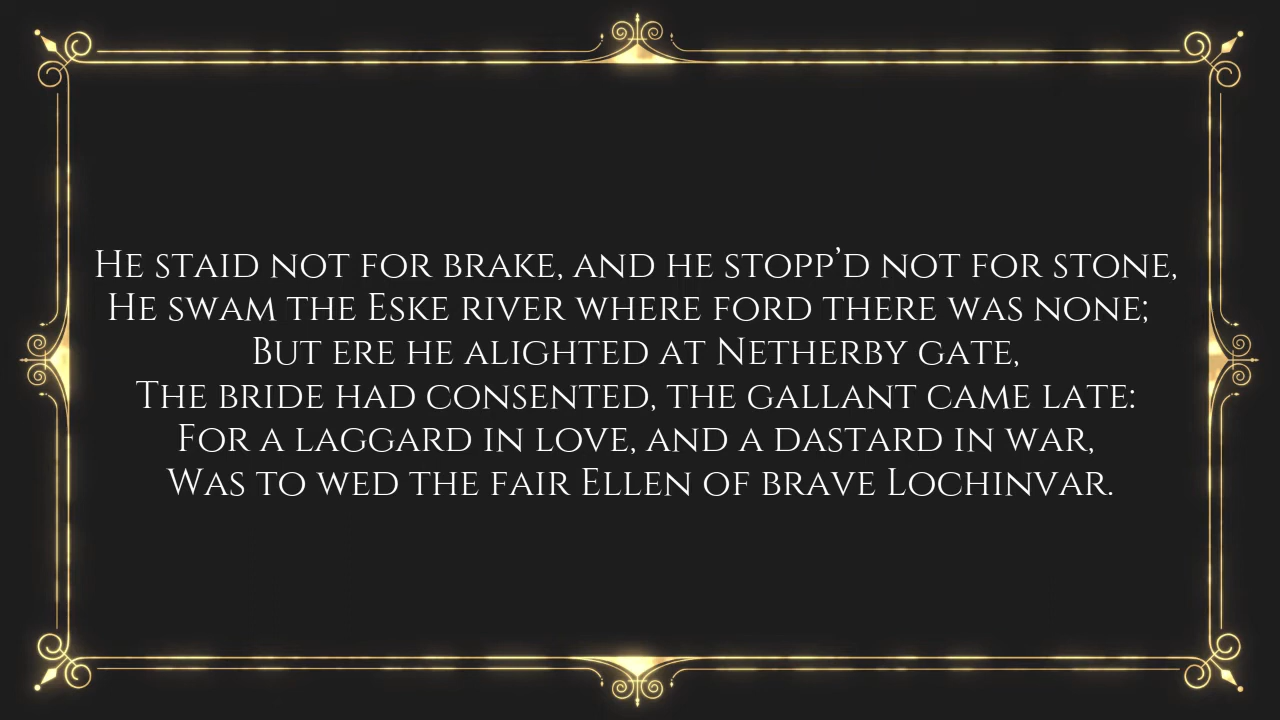 He staid not for brake, and he stopp’d not for stone,
He swam the Eske river where ford there was none;
But ere he alighted at Netherby gate,
The bride had consented, the gallant came late:
For a laggard in love, and a dastard in war,
Was to wed the fair Ellen of brave Lochinvar.